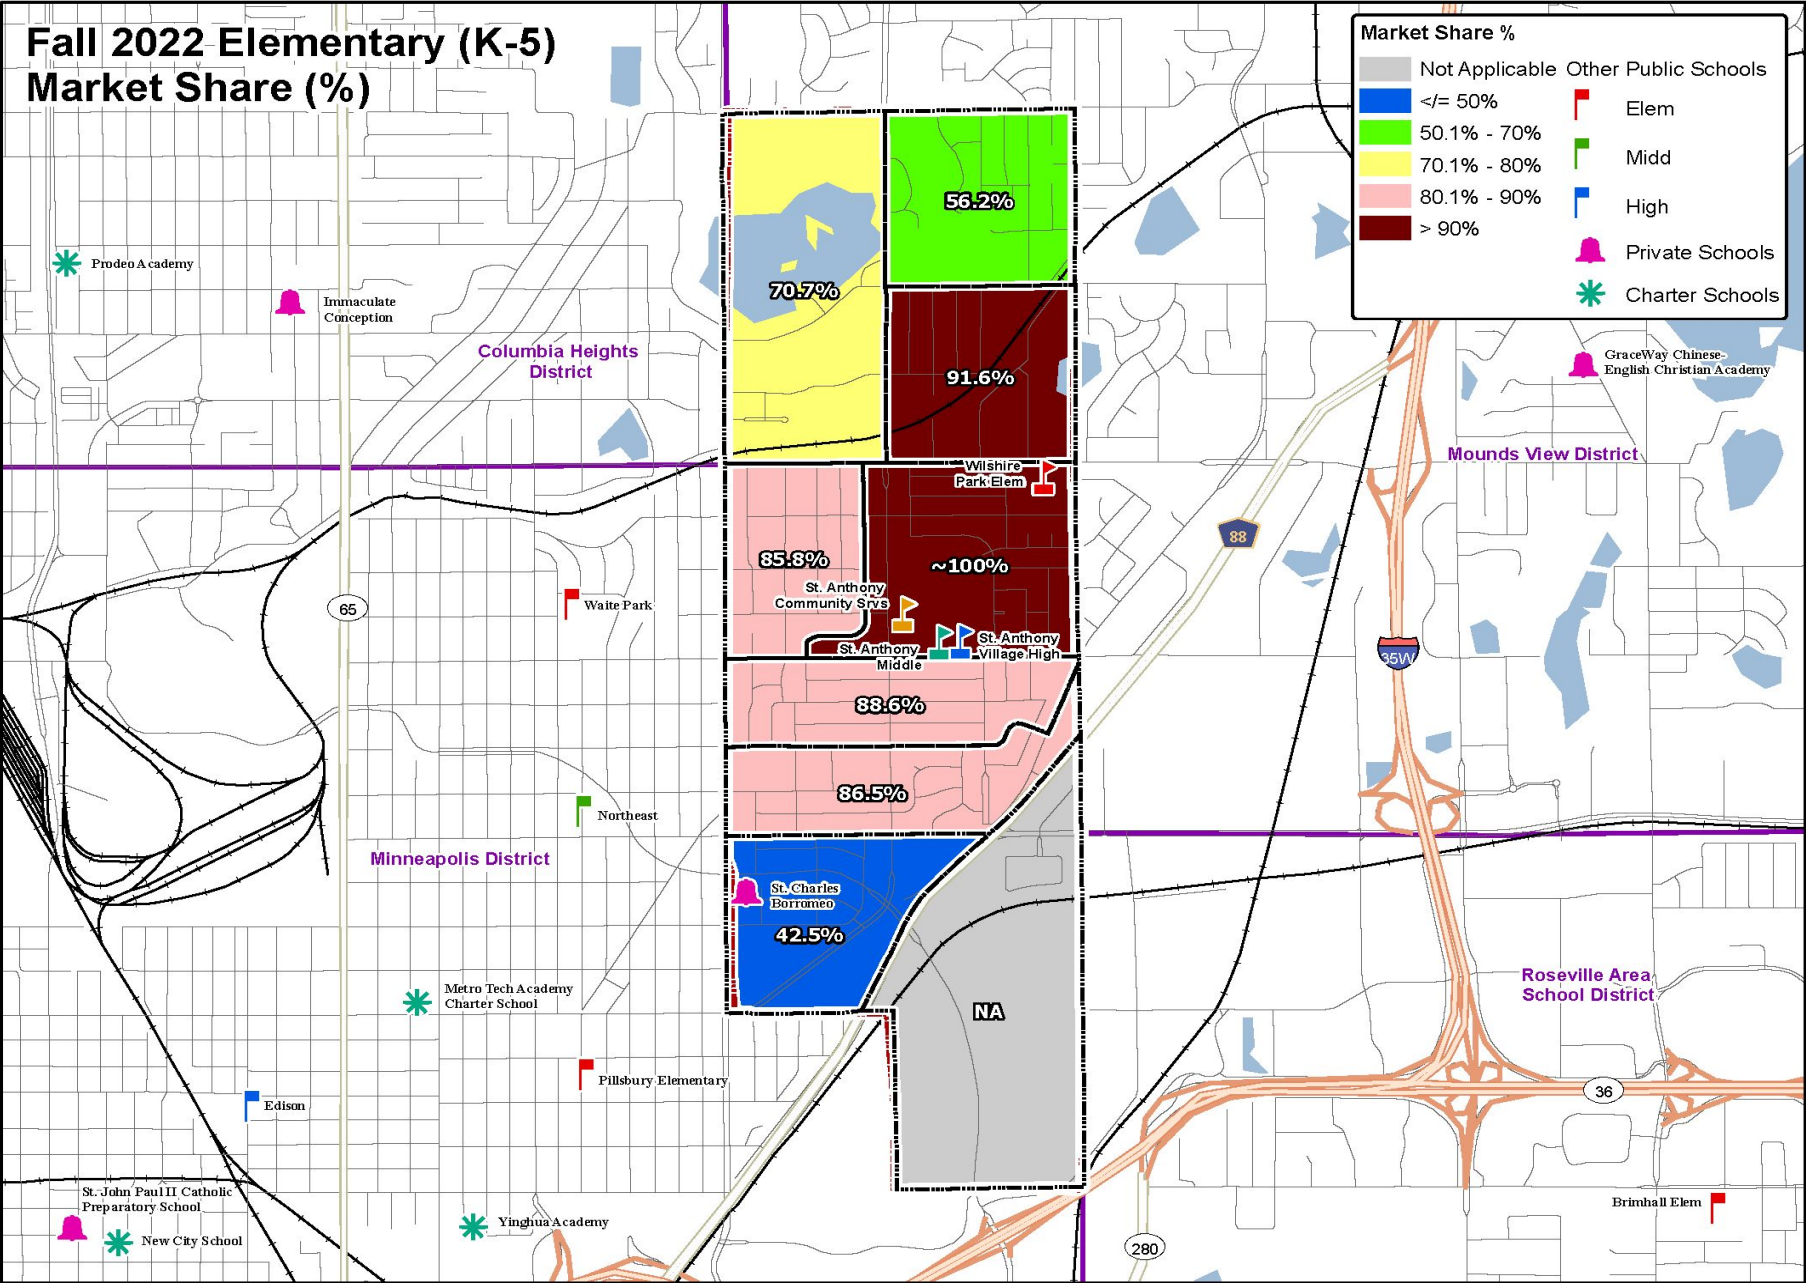 Fall 2022 Elementary (K-5)
Market Share (%)
Market Share %
Not Applicable
</= 50%
50.1% - 70%
70.1% - 80%
80.1% - 90%
> 90%
Other Public Schools
Elem
Midd
High
Private Schools
Charter Schools
56.2%
70.7%
91.6%
Prodeo Academy
Immaculate
Conception
Columbia Heights
District
GraceWay Chinese-
English Christian Academy
Mounds View District
Wilshire
Park Elem
88
85.8%
~100%
St. Anthony
Community Srvs
65
Waite Park
St. Anthony
Middle
St. Anthony
Village High
35W
88.6%
86.5%
Northeast
Minneapolis District
St. Charles
Borromeo
42.5%
Metro Tech Academy
Charter School
Roseville Area
School District
NA
Pillsbury Elementary
36
Edison
St. John Paul II Catholic
Preparatory School
New City School
Yinghua Academy
Brimhall Elem
280